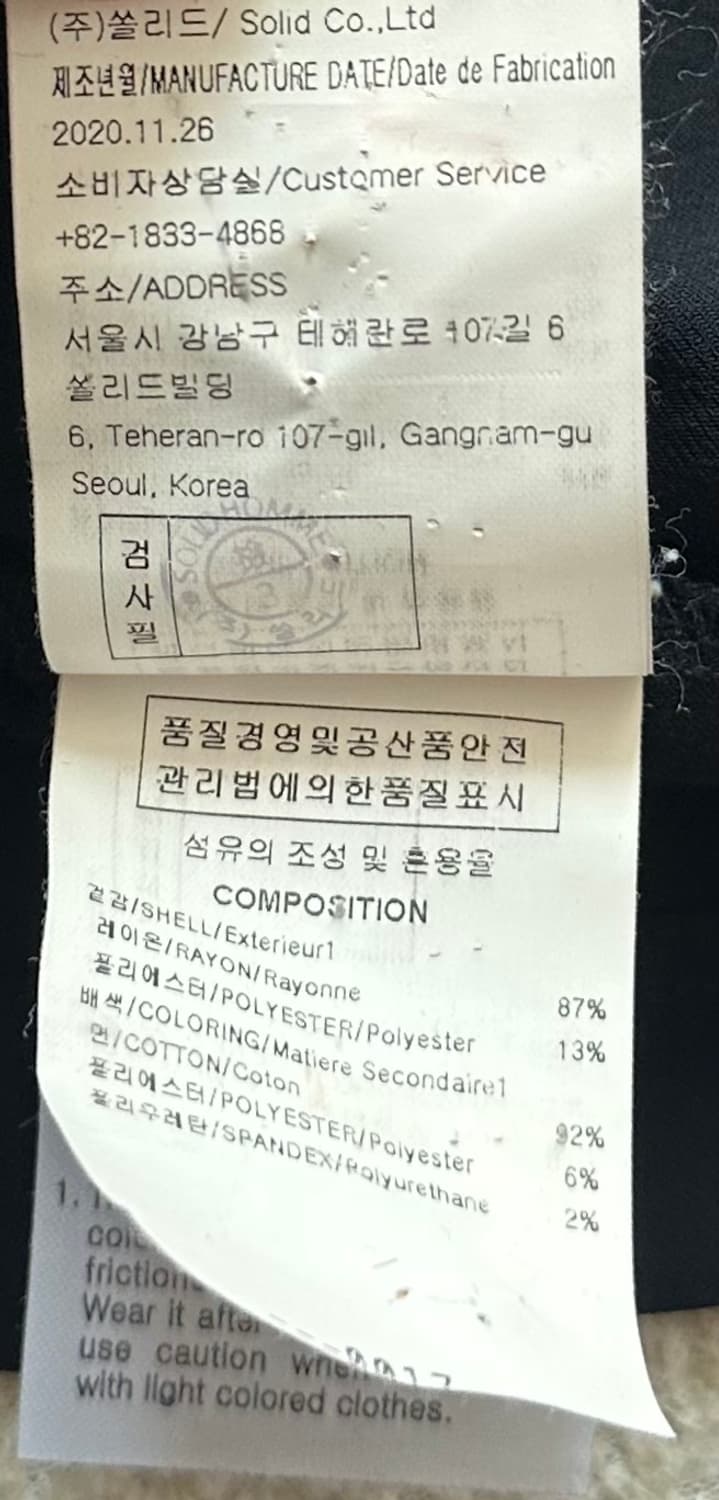 (주)쏠리드/ Solid Co.,Ltd
제조년월/MANUFACTURE DATE/Date de Fabrication
2020.11.26
소비자상담실/Customer Service
+82-1833-4868
주소/ADDRESS
서울시 강남구 테헤란로 107길 6
쏠리드빌딩
6, Teheran-ro 107-gil, Gangnam-gu
Seoul, Korea
검
사
필
SOLID HOMME
품질경영및공산품안전
관리법에의한품질표시
섬유의 조성 및 혼용율
COMPOSITION
겉감/SHELL/Exterieur1
레이온/RAYON/Rayonne 87%
폴리에스터/POLYESTER/Polyester 13%
배색/COLORING/Matiere Secondaire1
면/COTTON/Coton 92%
폴리에스터/POLYESTER/Polyester 6%
폴리우레탄/SPANDEX/Polyurethane 2%
1.
friction
Wear it after
use caution when
with light colored clothes.